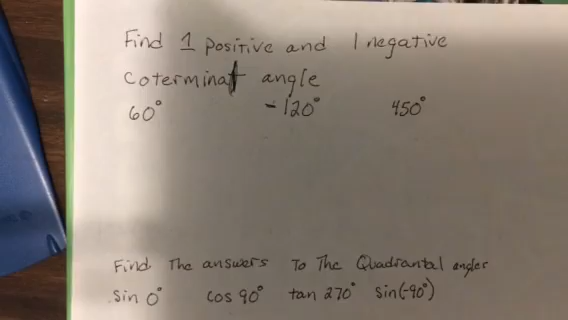 Find 1 positive and 1 negative
coterminal angle
60° -120° 450°
Find The answers To The Quadrantal angles
sin 0° cos 90° tan 270° sin(-90°)